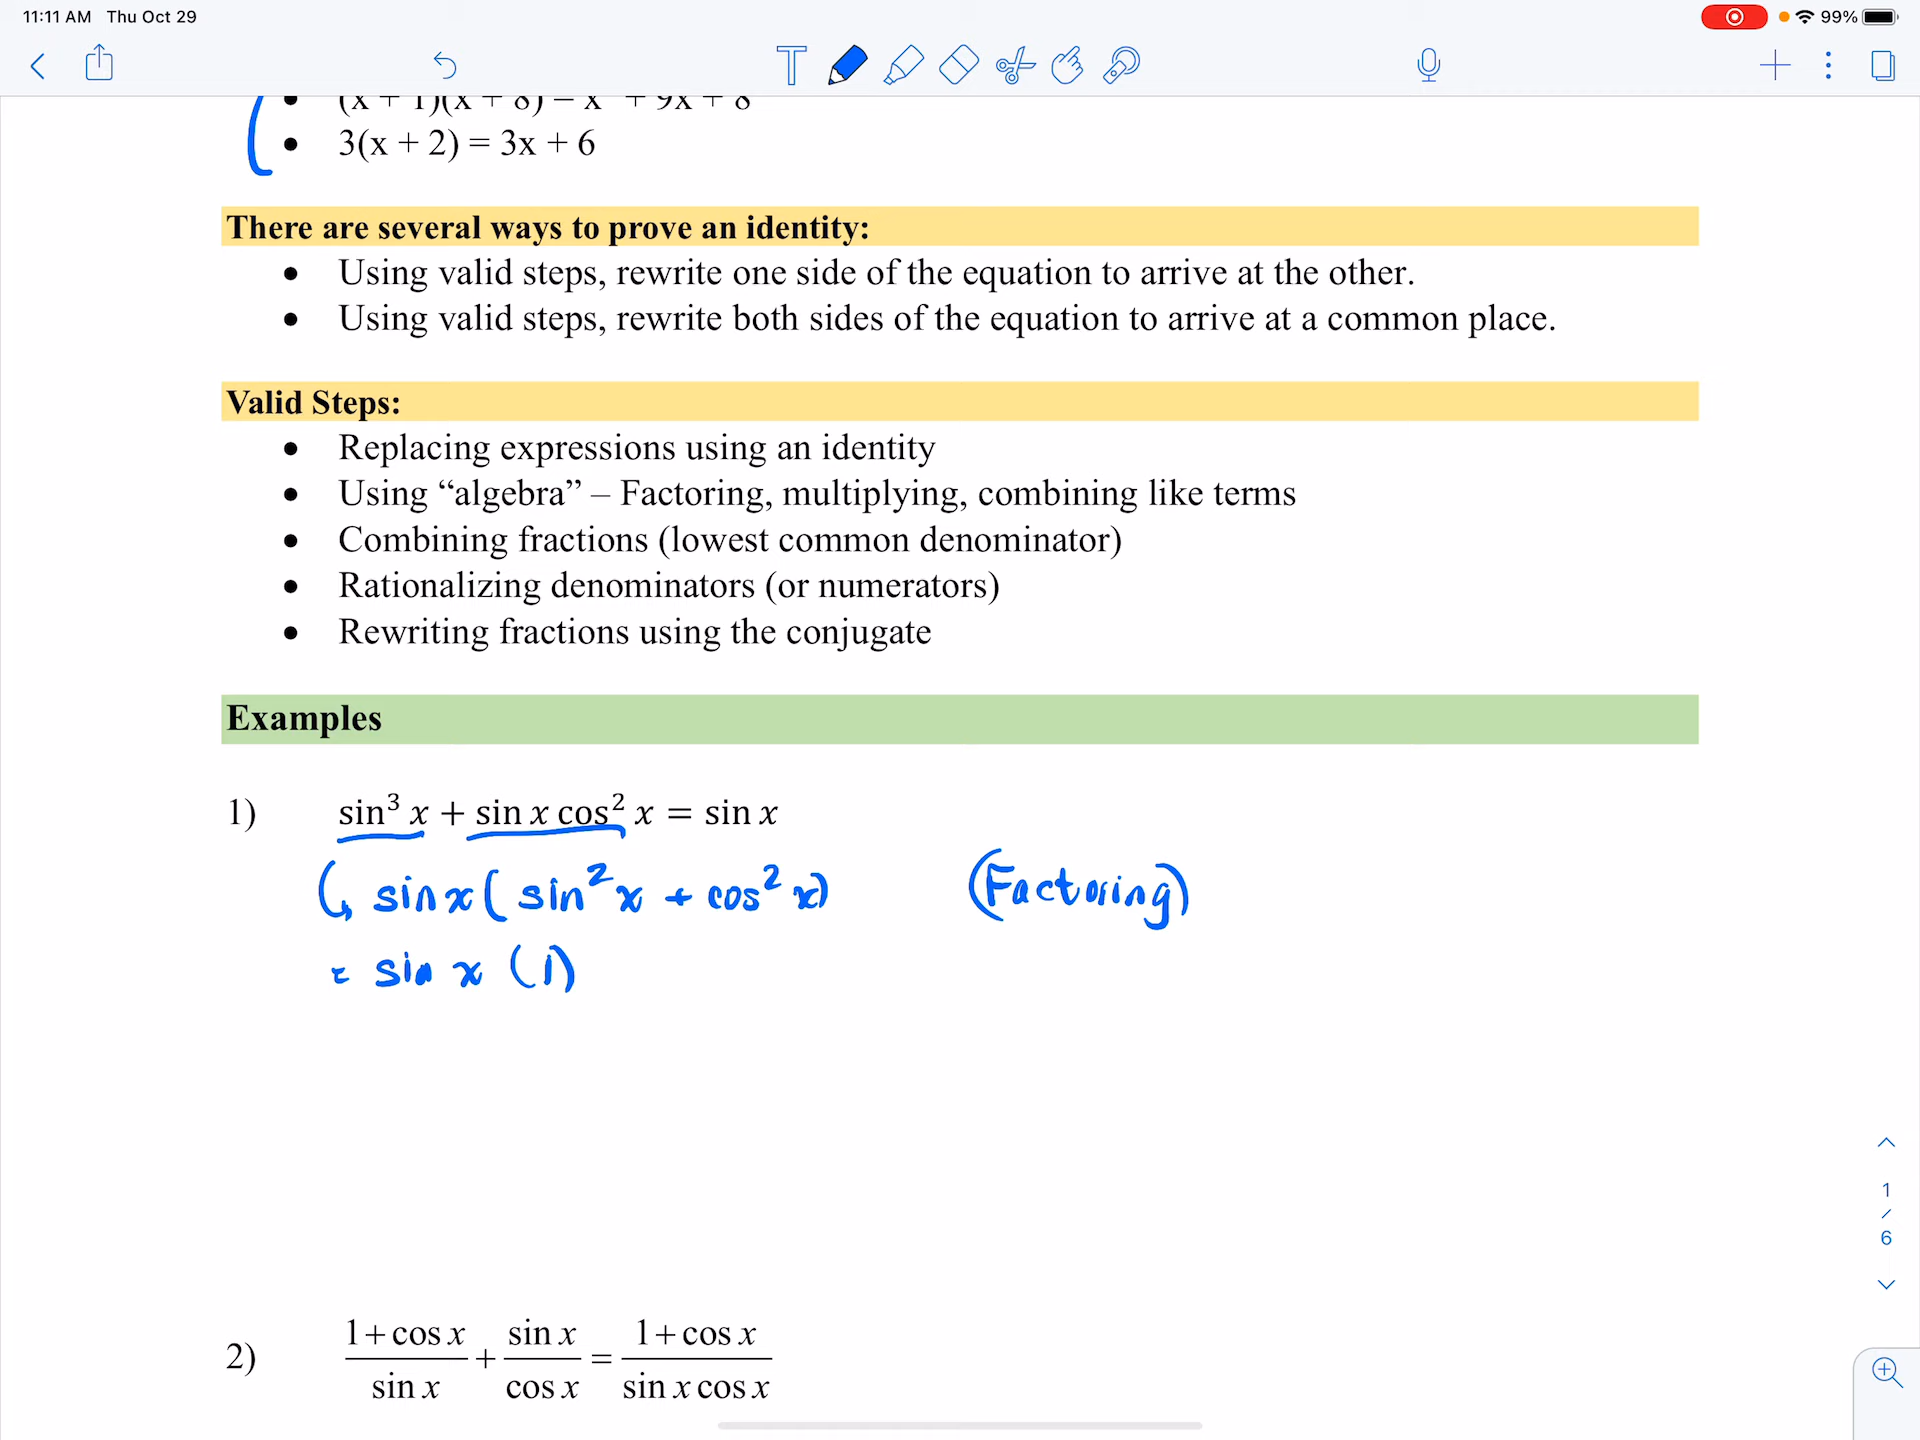 11:11 AM Thu Oct 29 99%
• (x + 1)(x + 8) = x + 9x + 8
• 3(x + 2) = 3x + 6
There are several ways to prove an identity:
• Using valid steps, rewrite one side of the equation to arrive at the other.
• Using valid steps, rewrite both sides of the equation to arrive at a common place.
Valid Steps:
• Replacing expressions using an identity
• Using “algebra” – Factoring, multiplying, combining like terms
• Combining fractions (lowest common denominator)
• Rationalizing denominators (or numerators)
• Rewriting fractions using the conjugate
Examples
1) sin³ x + sin x cos² x = sin x
↳ sin x ( sin² x + cos² x) (Factoring)
= sin x (1)
1
/
6
2) (1+cos x)/(sin x) + (sin x)/(cos x) = (1+cos x)/(sin x cos x)